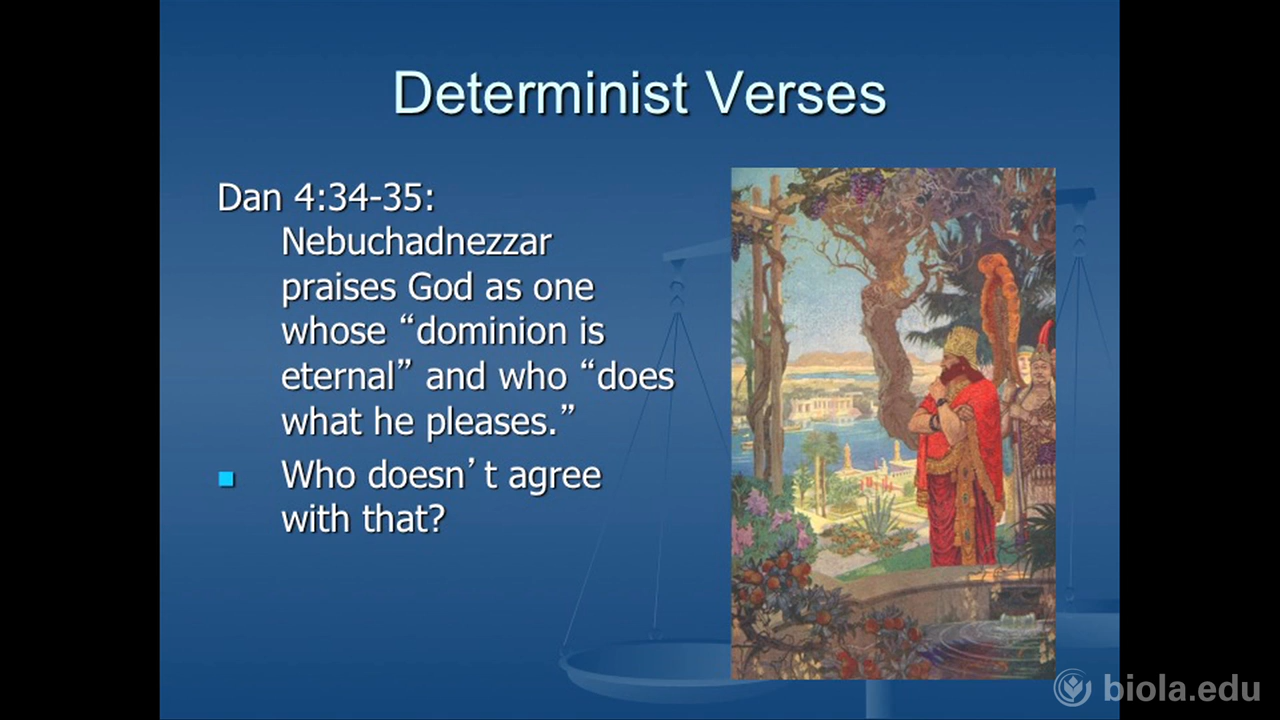 Determinist Verses
Dan 4:34-35:
Nebuchadnezzar
praises God as one
whose “dominion is
eternal” and who “does
what he pleases.”
Who doesn’t agree
with that?
biola.edu